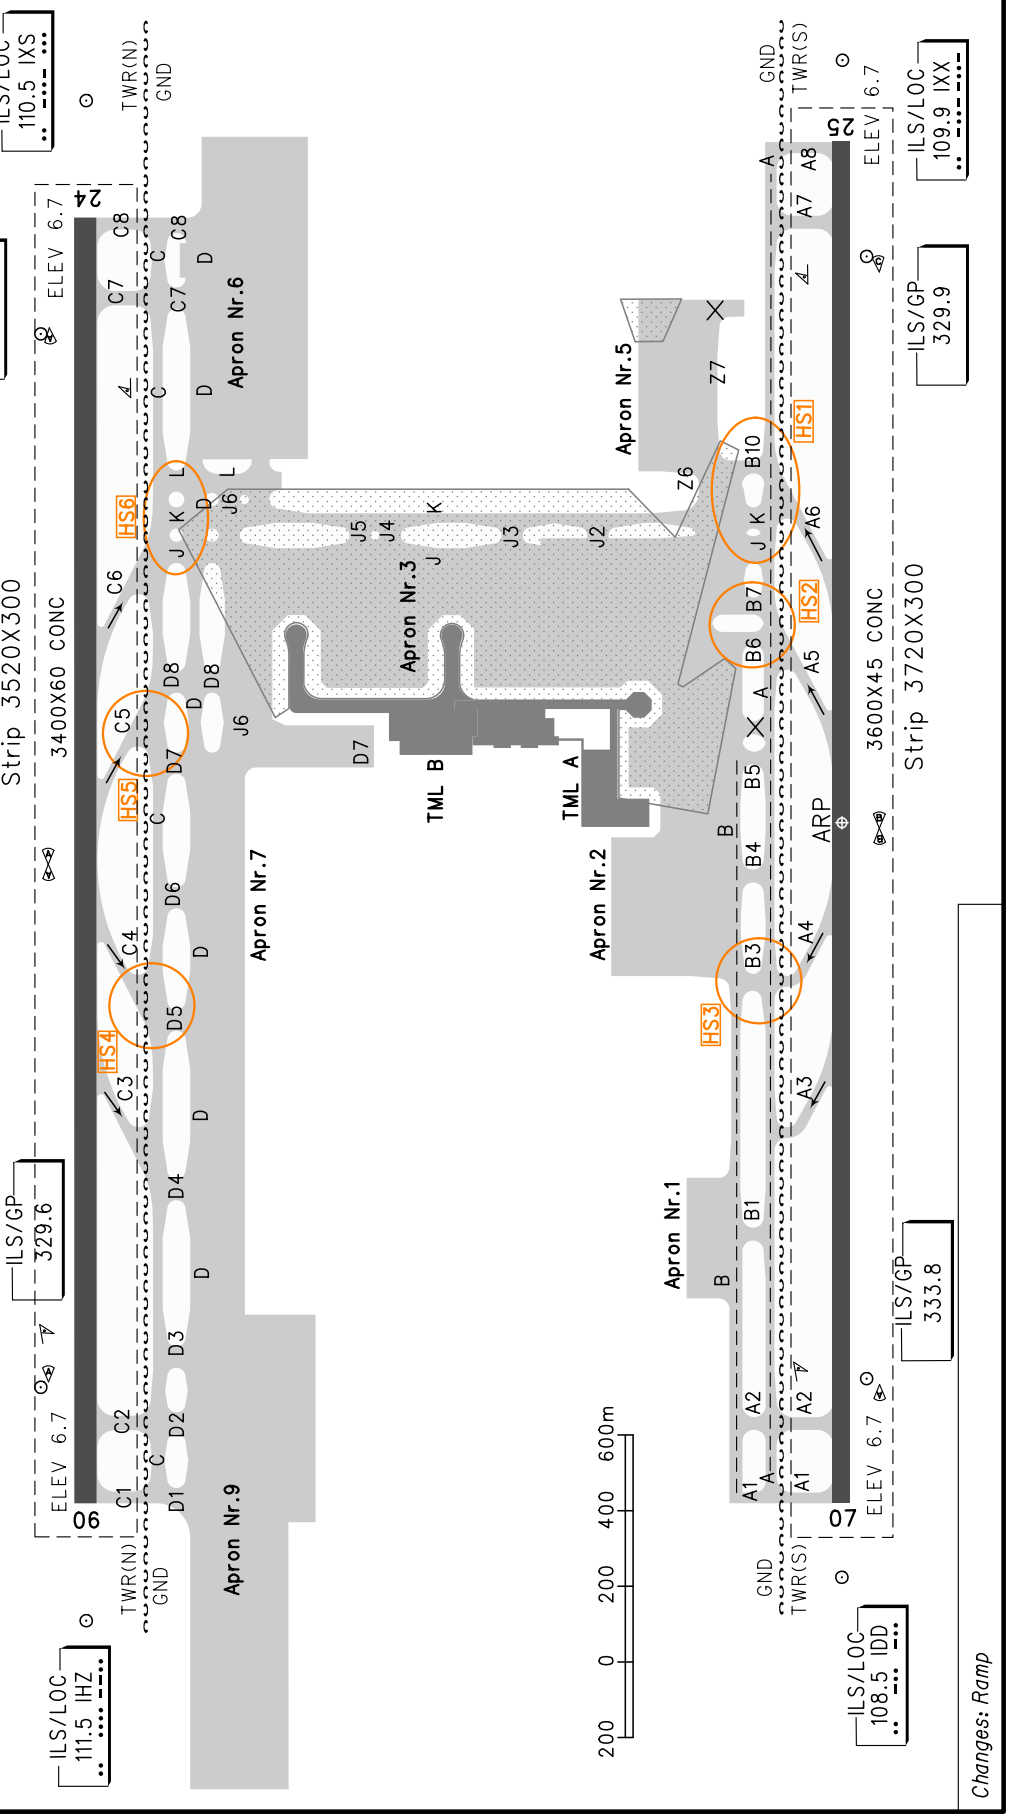 ILS/LOC
110.5 IXS
TWR(N)
GND
ELEV 6.7
24
C8
C8
C
D
C7
C7
Apron Nr.6
C
D
L
L
HS6
D
J6
K
J
C6
Strip 3520X300
3400X60 CONC
D8
D8
D
C5
J6
D7
D7
HS5
C
Apron Nr.7
D6
C4
D
D5
HS4
C3
D
D4
D
ILS/GP
329.6
D3
C2
D2
C
ELEV 6.7
C1
D1
06
TWR(N)
GND
Apron Nr.9
ILS/LOC
111.5 IHZ
K
J5
J4
J
J3
J2
Apron Nr.3
TML B
TML A
Apron Nr.2
Apron Nr.5
Z7
Z6
GND
TWR(S)
25
ELEV 6.7
ILS/LOC
109.9 IXX
A
A8
A7
ILS/GP
329.9
HS1
B10
K
J
A6
HS2
B7
B6
A5
A
3600X45 CONC
Strip 3720X300
B5
B
B4
ARP
A4
B3
HS3
A3
Apron Nr.1
B1
B
ILS/GP
333.8
A2
A2
A1
A
A1
ELEV 6.7
07
GND
TWR(S)
ILS/LOC
108.5 IDD
200 0 200 400 600m
Changes: Ramp